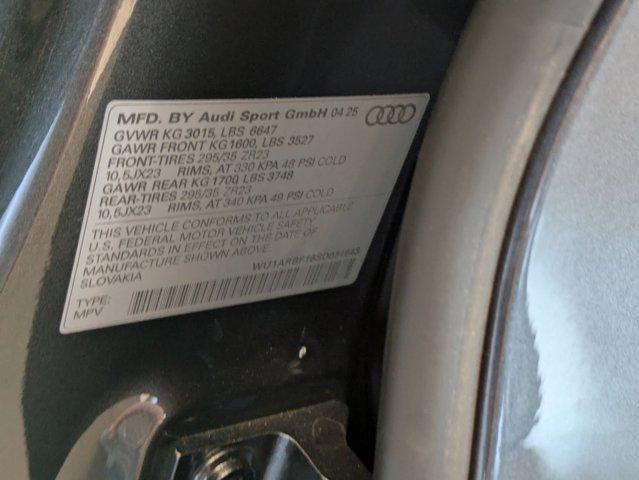 MFD. BY Audi Sport GmbH 04 25
GVWR KG 3015, LBS 6647
GAWR FRONT KG 1600, LBS 3527
FRONT-TIRES 295/35 ZR23
10,5JX23 RIMS, AT 330 KPA 48 PSI COLD
GAWR REAR KG 1700, LBS 3748
REAR-TIRES 295/35 ZR23
10,5JX23 RIMS, AT 340 KPA 49 PSI COLD
THIS VEHICLE CONFORMS TO ALL APPLICABLE
U.S. FEDERAL MOTOR VEHICLE SAFETY
STANDARDS IN EFFECT ON THE DATE OF
MANUFACTURE SHOWN ABOVE
SLOVAKIA
TYPE:
MPV